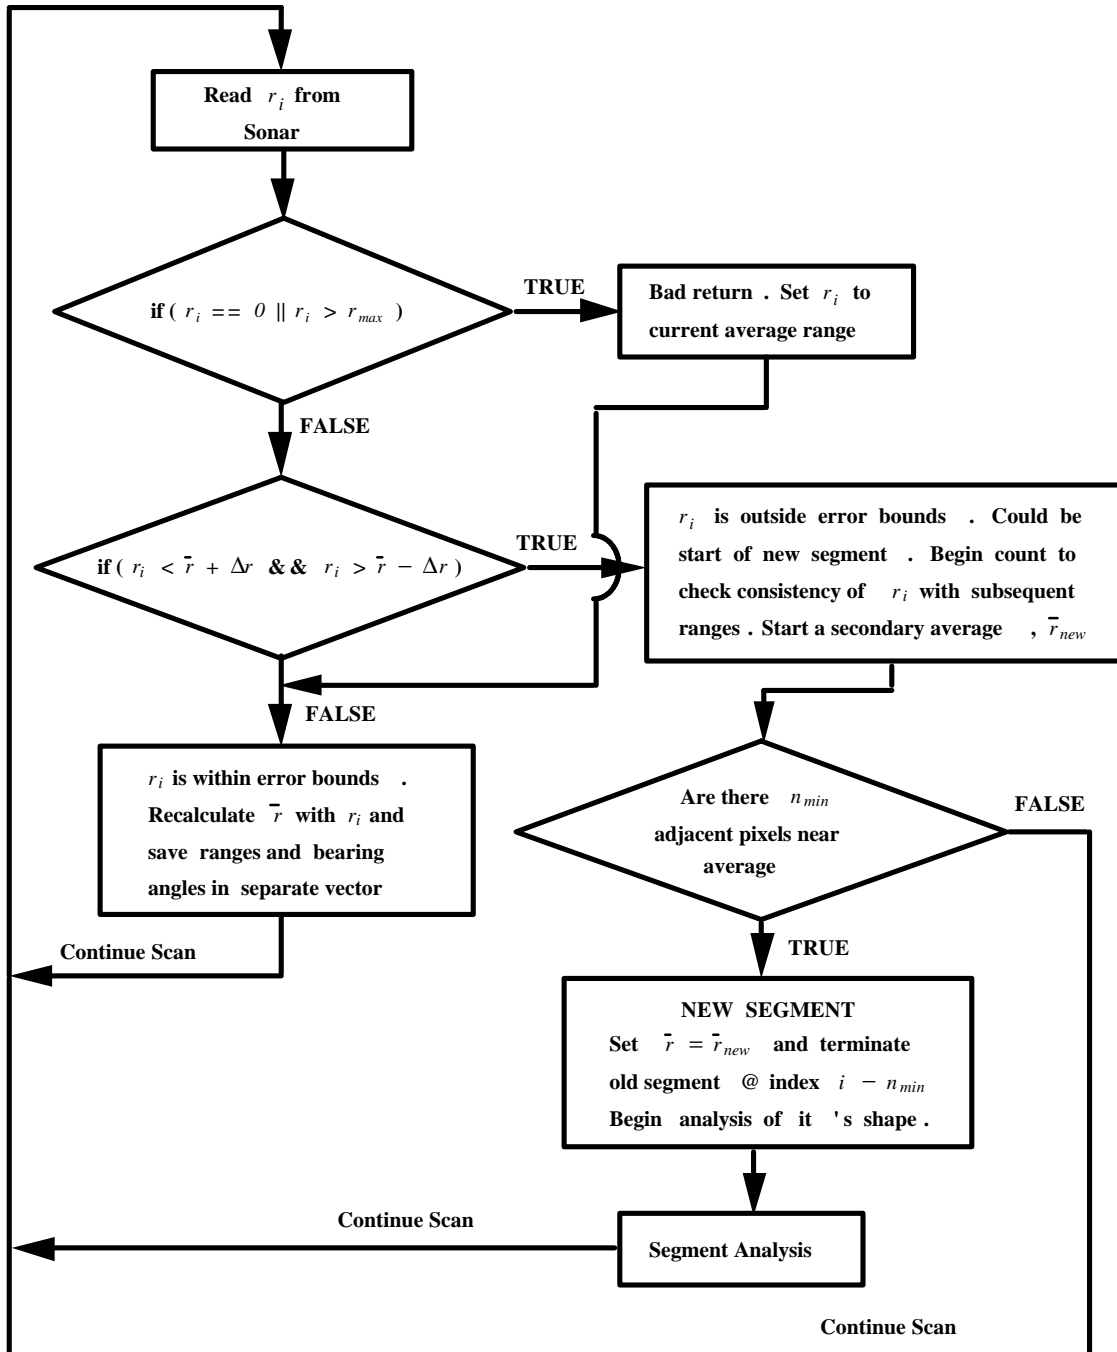 Read r_i from
Sonar
if ( r_i == 0 || r_i > r_max )
TRUE
Bad return . Set r_i to
current average range
FALSE
if ( r_i < r̄ + Δr && r_i > r̄ − Δr )
TRUE
r_i is outside error bounds . Could be
start of new segment . Begin count to
check consistency of r_i with subsequent
ranges . Start a secondary average , r̄_new
FALSE
r_i is within error bounds .
Recalculate r̄ with r_i and
save ranges and bearing
angles in separate vector
Are there n_min
adjacent pixels near
average
FALSE
Continue Scan
TRUE
NEW SEGMENT
Set r̄ = r̄_new and terminate
old segment @ index i − n_min
Begin analysis of it 's shape .
Continue Scan
Segment Analysis
Continue Scan